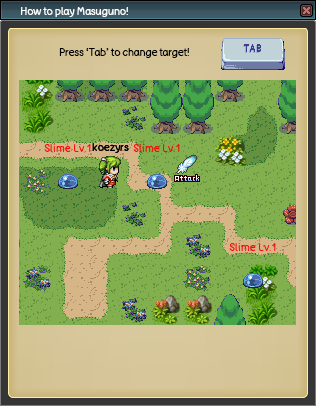 How to play Masuguno!
Press 'Tab' to change target!
TAB
Slime Lv.1
koezyrs
Slime Lv.1
Attack
Slime Lv.1